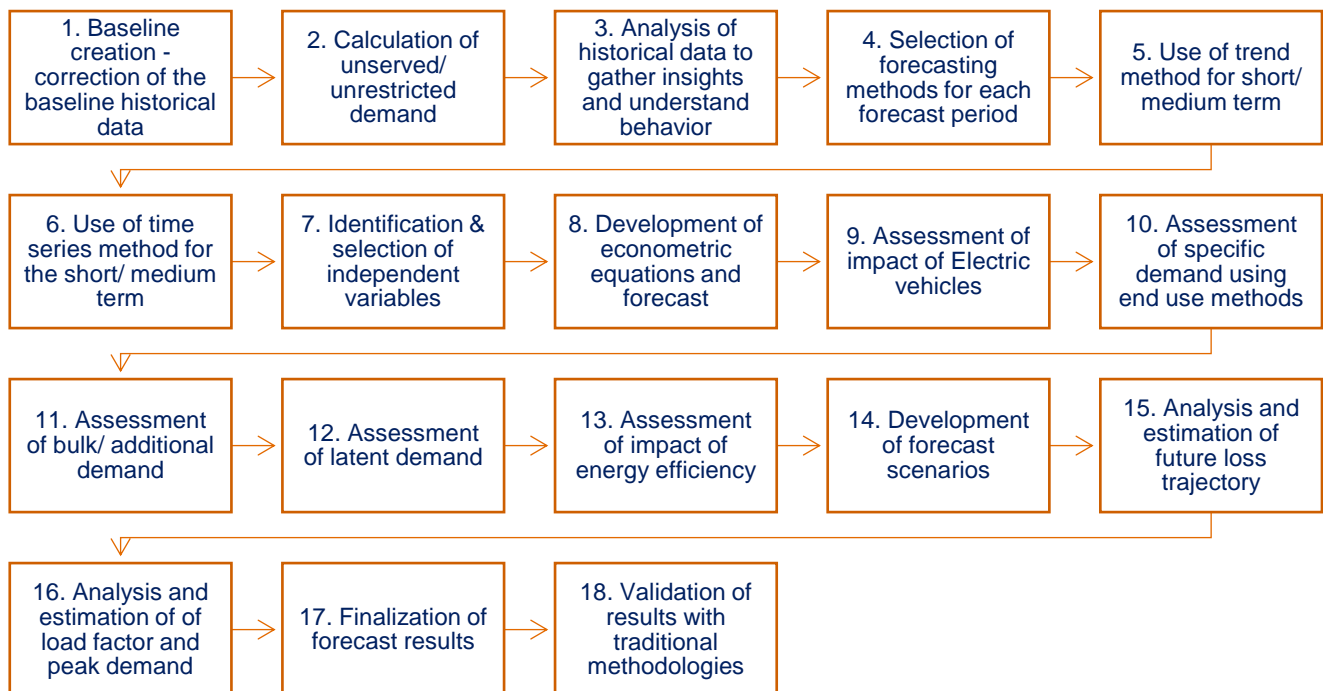 1. Baseline
creation -
correction of the
baseline historical
data
2. Calculation of
unserved/
unrestricted
demand
3. Analysis of
historical data to
gather insights
and understand
behavior
4. Selection of
forecasting
methods for each
forecast period
5. Use of trend
method for short/
medium term
6. Use of time
series method for
the short/ medium
term
7. Identification &
selection of
independent
variables
8. Development of
econometric
equations and
forecast
9. Assessment of
impact of Electric
vehicles
10. Assessment
of specific
demand using
end use methods
11. Assessment
of bulk/ additional
demand
12. Assessment
of latent demand
13. Assessment
of impact of
energy efficiency
14. Development
of forecast
scenarios
15. Analysis and
estimation of
future loss
trajectory
16. Analysis and
estimation of of
load factor and
peak demand
17. Finalization of
forecast results
18. Validation of
results with
traditional
methodologies